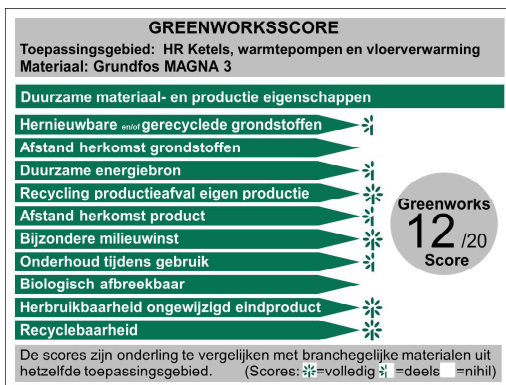 GREENWORKSSCORE
Toepassingsgebied: HR Ketels, warmtepompen en vloerverwarming
Materiaal: Grundfos MAGNA 3
Duurzame materiaal- en productie eigenschappen
Hernieuwbare en/of gerecyclede grondstoffen
Afstand herkomst grondstoffen
Duurzame energiebron
Recycling productieafval eigen productie
Afstand herkomst product
Bijzondere milieuwinst
Onderhoud tijdens gebruik
Biologisch afbreekbaar
Herbruikbaarheid ongewijzigd eindproduct
Recyclebaarheid
Greenworks
12 /20
Score
De scores zijn onderling te vergelijken met branchegelijke materialen uit
hetzelfde toepassingsgebied. (Scores: =volledig =deels =nihil)